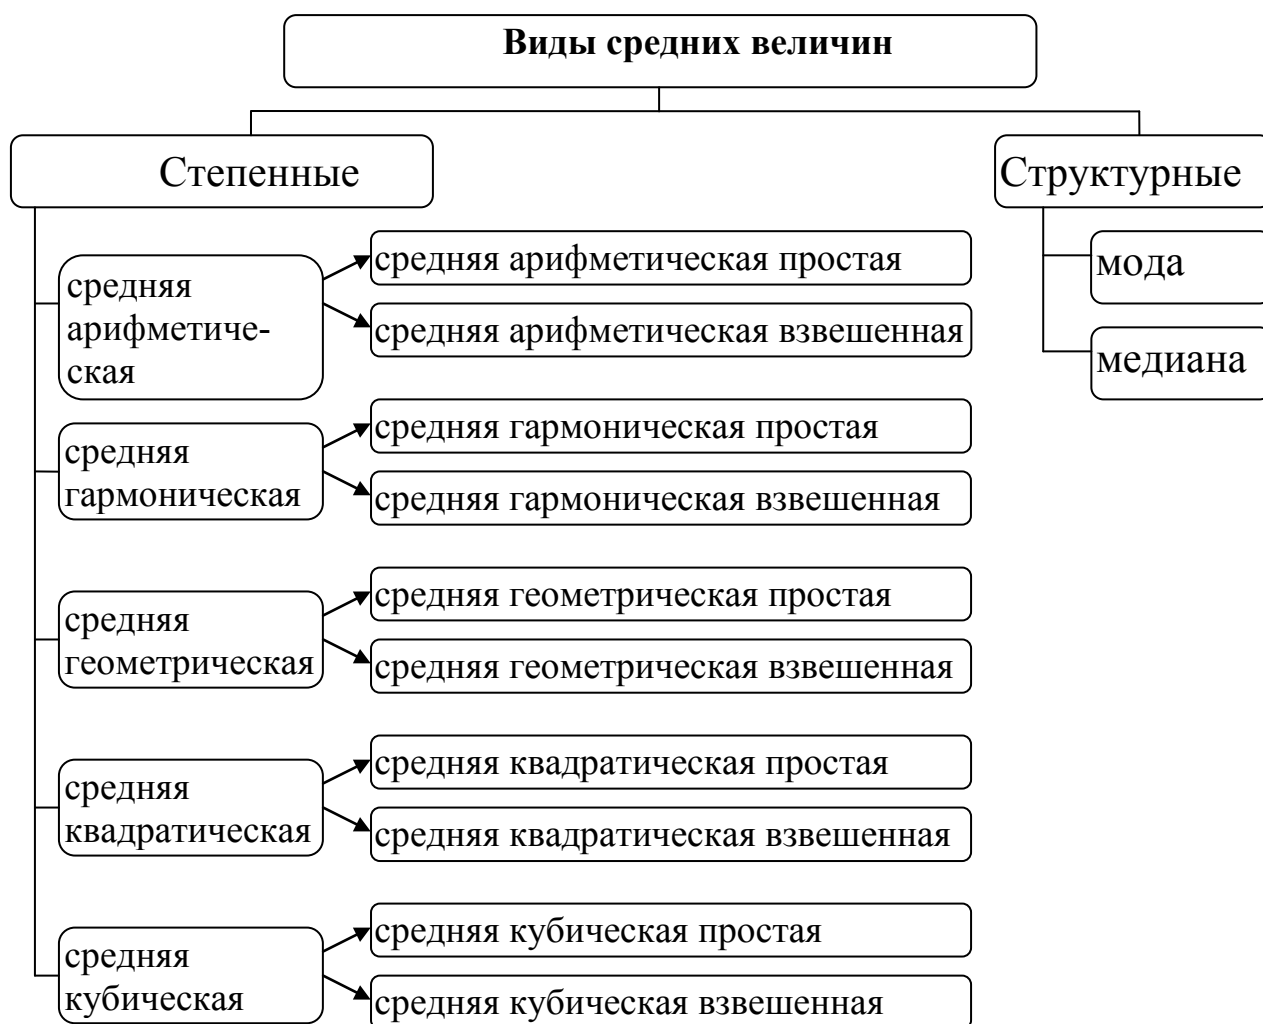 Виды средних величин
Степенные
Структурные
средняя
арифметиче-
ская
средняя арифметическая простая
средняя арифметическая взвешенная
мода
медиана
средняя
гармоническая
средняя гармоническая простая
средняя гармоническая взвешенная
средняя
геометрическая
средняя геометрическая простая
средняя геометрическая взвешенная
средняя
квадратическая
средняя квадратическая простая
средняя квадратическая взвешенная
средняя
кубическая
средняя кубическая простая
средняя кубическая взвешенная